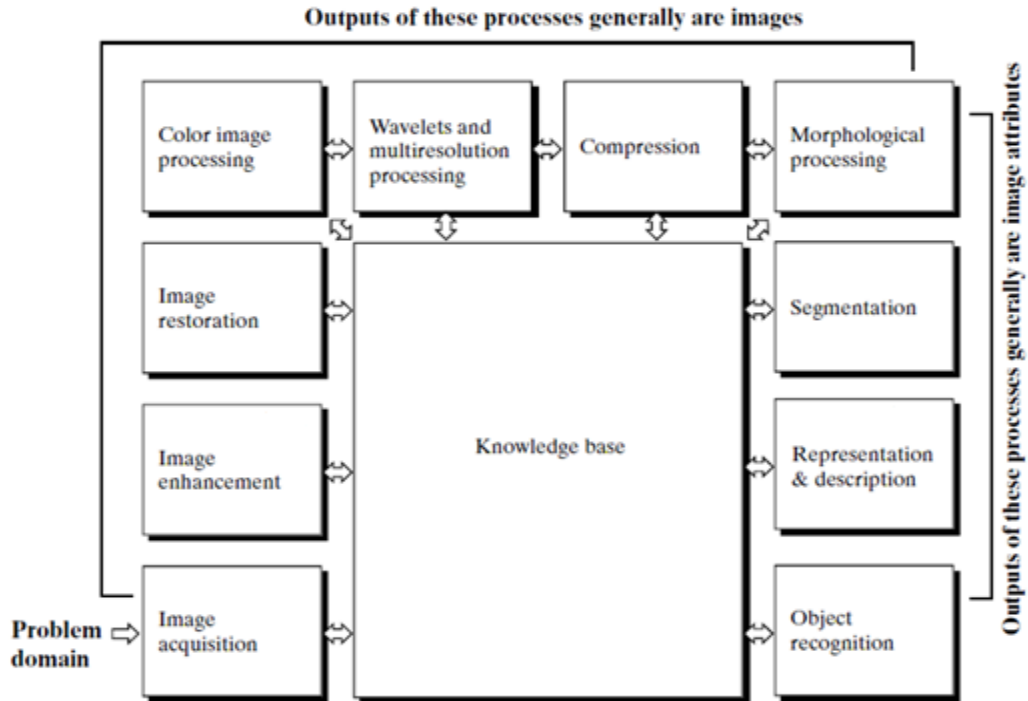 Outputs of these processes generally are images
Color image
processing
Wavelets and
multiresolution
processing
Compression
Morphological
processing
Image
restoration
Segmentation
Image
enhancement
Knowledge base
Representation
& description
Problem
domain
Image
acquisition
Object
recognition
Outputs of these processes generally are image attributes